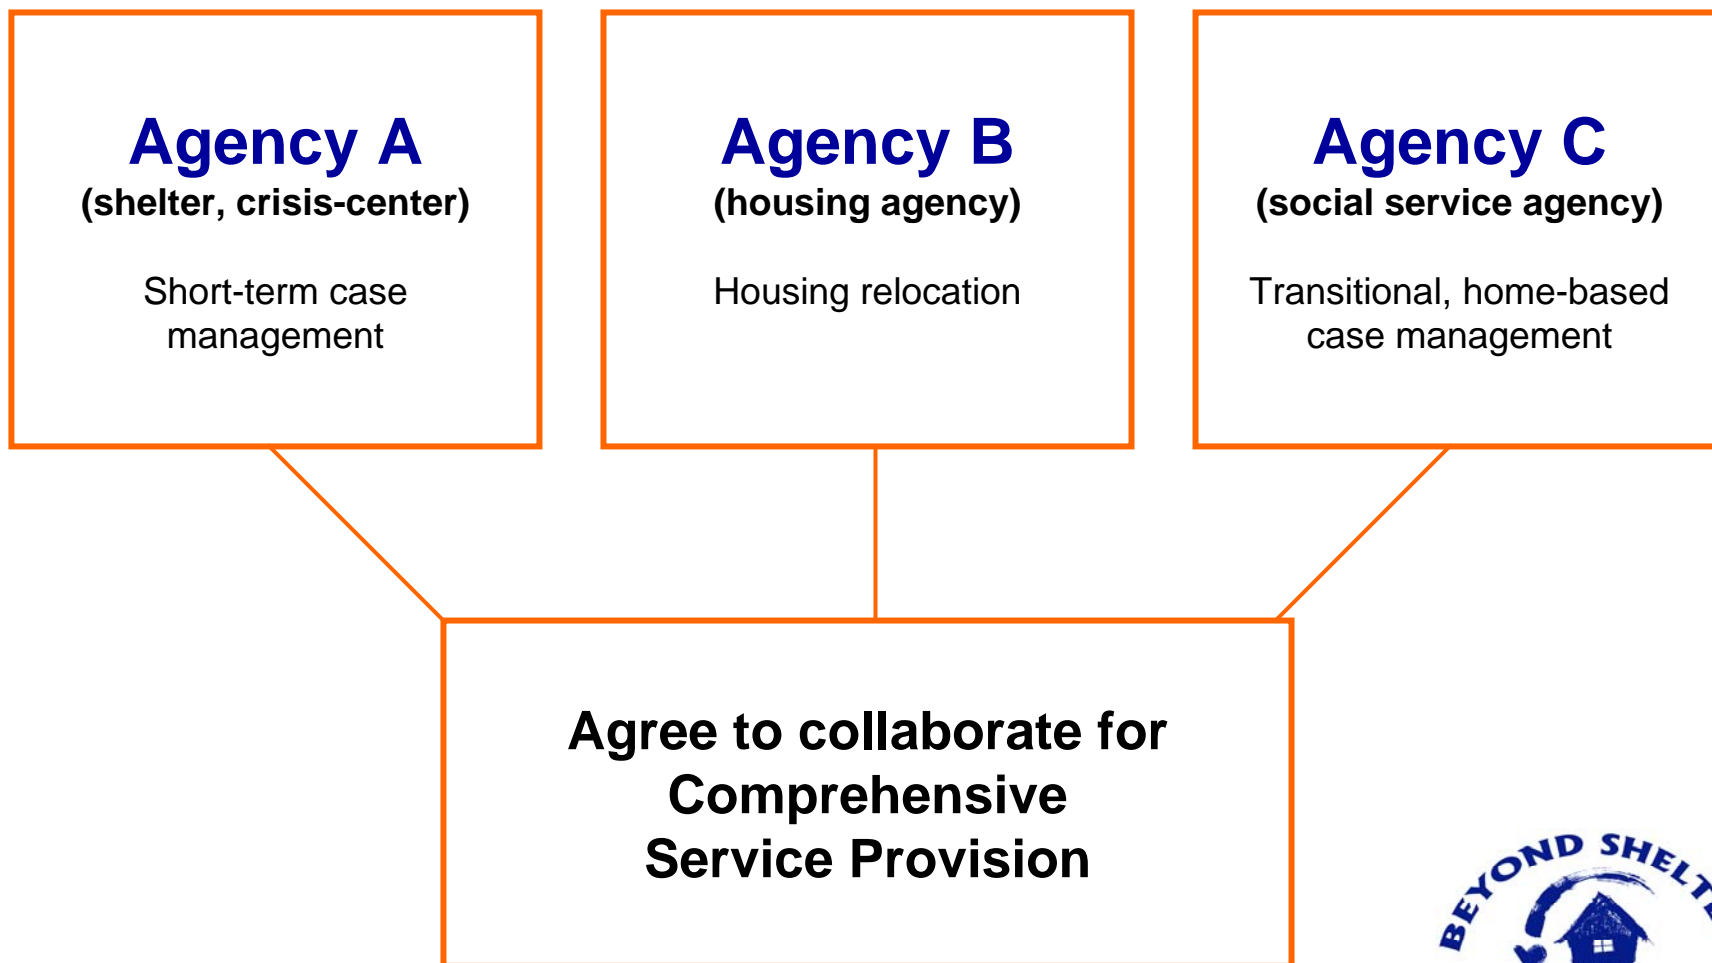 Agency A
(shelter, crisis-center)
Short-term case
management
Agency B
(housing agency)
Housing relocation
Agency C
(social service agency)
Transitional, home-based
case management
Agree to collaborate for
Comprehensive
Service Provision
BEYOND